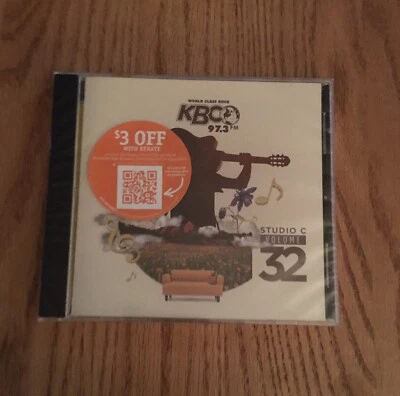 WORLD CLASS ROCK
KBCO
97.3 FM
$3 OFF
WITH REBATE
STUDIO C
VOLUME
32